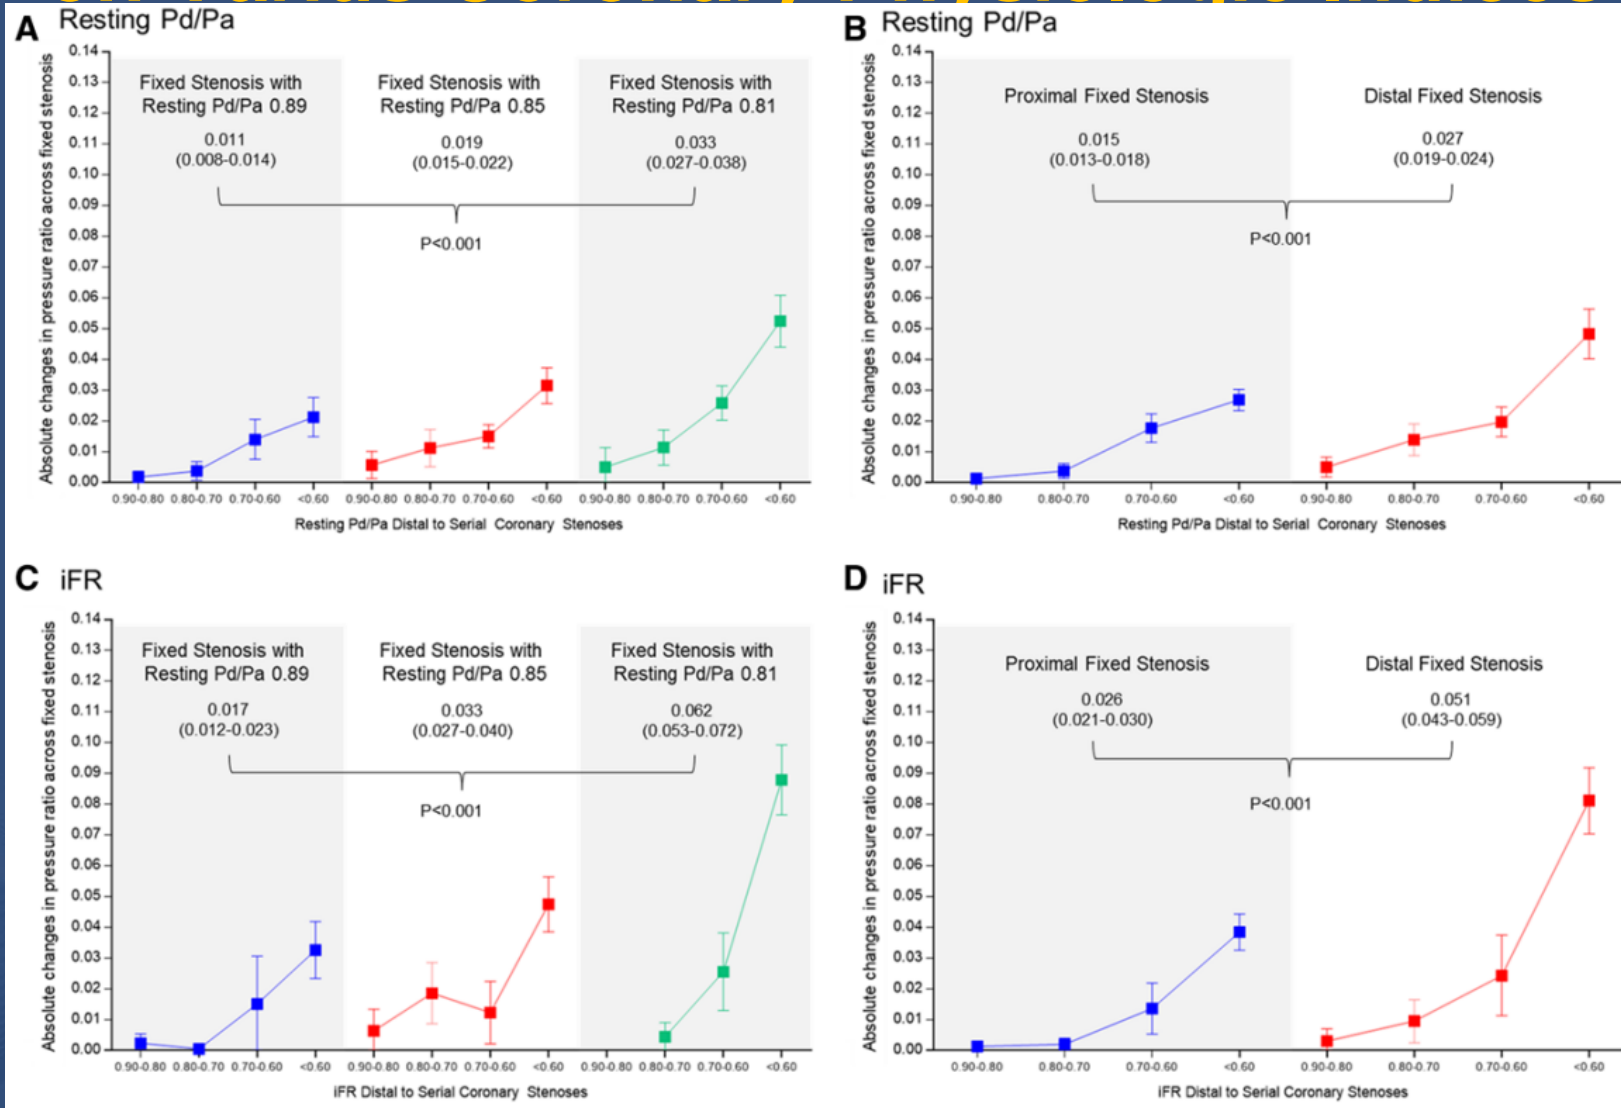 A Resting Pd/Pa
Absolute changes in pressure ratio across fixed stenosis
0.14
0.13
0.12
0.11
0.10
0.09
0.08
0.07
0.06
0.05
0.04
0.03
0.02
0.01
0.00
Fixed Stenosis with
Resting Pd/Pa 0.89
0.011
(0.008-0.014)
Fixed Stenosis with
Resting Pd/Pa 0.85
0.019
(0.015-0.022)
Fixed Stenosis with
Resting Pd/Pa 0.81
0.033
(0.027-0.038)
P<0.001
0.90-0.80 0.80-0.70 0.70-0.60 <0.60 0.90-0.80 0.80-0.70 0.70-0.60 <0.60 0.90-0.80 0.80-0.70 0.70-0.60 <0.60
Resting Pd/Pa Distal to Serial Coronary Stenoses
B Resting Pd/Pa
Absolute changes in pressure ratio across fixed stenosis
0.14
0.13
0.12
0.11
0.10
0.09
0.08
0.07
0.06
0.05
0.04
0.03
0.02
0.01
0.00
Proximal Fixed Stenosis
0.015
(0.013-0.018)
Distal Fixed Stenosis
0.027
(0.019-0.024)
P<0.001
0.90-0.80 0.80-0.70 0.70-0.60 <0.60 0.90-0.80 0.80-0.70 0.70-0.60 <0.60
Resting Pd/Pa Distal to Serial Coronary Stenoses
C iFR
Absolute changes in pressure ratio across fixed stenosis
0.14
0.13
0.12
0.11
0.10
0.09
0.08
0.07
0.06
0.05
0.04
0.03
0.02
0.01
0.00
Fixed Stenosis with
Resting Pd/Pa 0.89
0.017
(0.012-0.023)
Fixed Stenosis with
Resting Pd/Pa 0.85
0.033
(0.027-0.040)
Fixed Stenosis with
Resting Pd/Pa 0.81
0.062
(0.053-0.072)
P<0.001
0.90-0.80 0.80-0.70 0.70-0.60 <0.60 0.90-0.80 0.80-0.70 0.70-0.60 <0.60 0.90-0.80 0.80-0.70 0.70-0.60 <0.60
iFR Distal to Serial Coronary Stenoses
D iFR
Absolute changes in pressure ratio across fixed stenosis
0.14
0.13
0.12
0.11
0.10
0.09
0.08
0.07
0.06
0.05
0.04
0.03
0.02
0.01
0.00
Proximal Fixed Stenosis
0.026
(0.021-0.030)
Distal Fixed Stenosis
0.051
(0.043-0.059)
P<0.001
0.90-0.80 0.80-0.70 0.70-0.60 <0.60 0.90-0.80 0.80-0.70 0.70-0.60 <0.60
iFR Distal to Serial Coronary Stenoses